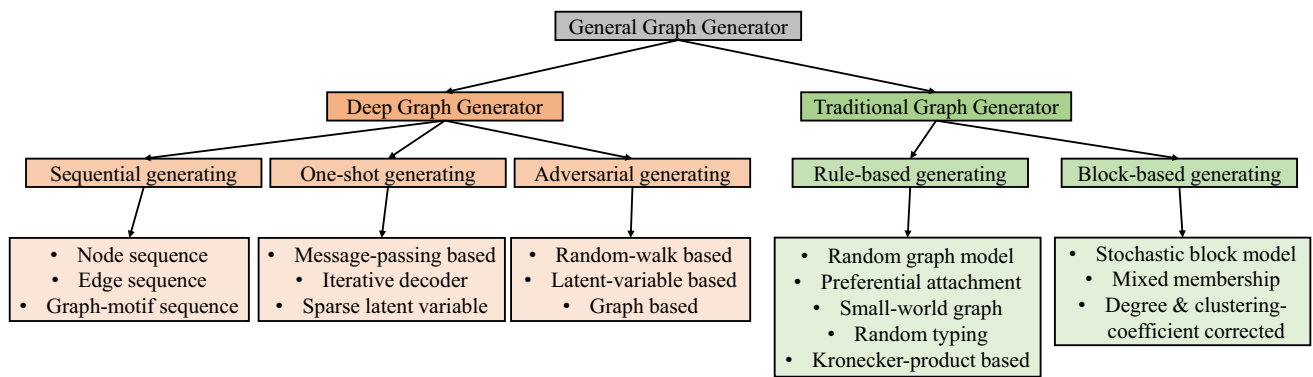 General Graph Generator
Deep Graph Generator
Traditional Graph Generator
Sequential generating
One-shot generating
Adversarial generating
Rule-based generating
Block-based generating
• Node sequence
• Edge sequence
• Graph-motif sequence
• Message-passing based
• Iterative decoder
• Sparse latent variable
• Random-walk based
• Latent-variable based
• Graph based
• Random graph model
• Preferential attachment
• Small-world graph
• Random typing
• Kronecker-product based
• Stochastic block model
• Mixed membership
• Degree & clustering-
coefficient corrected